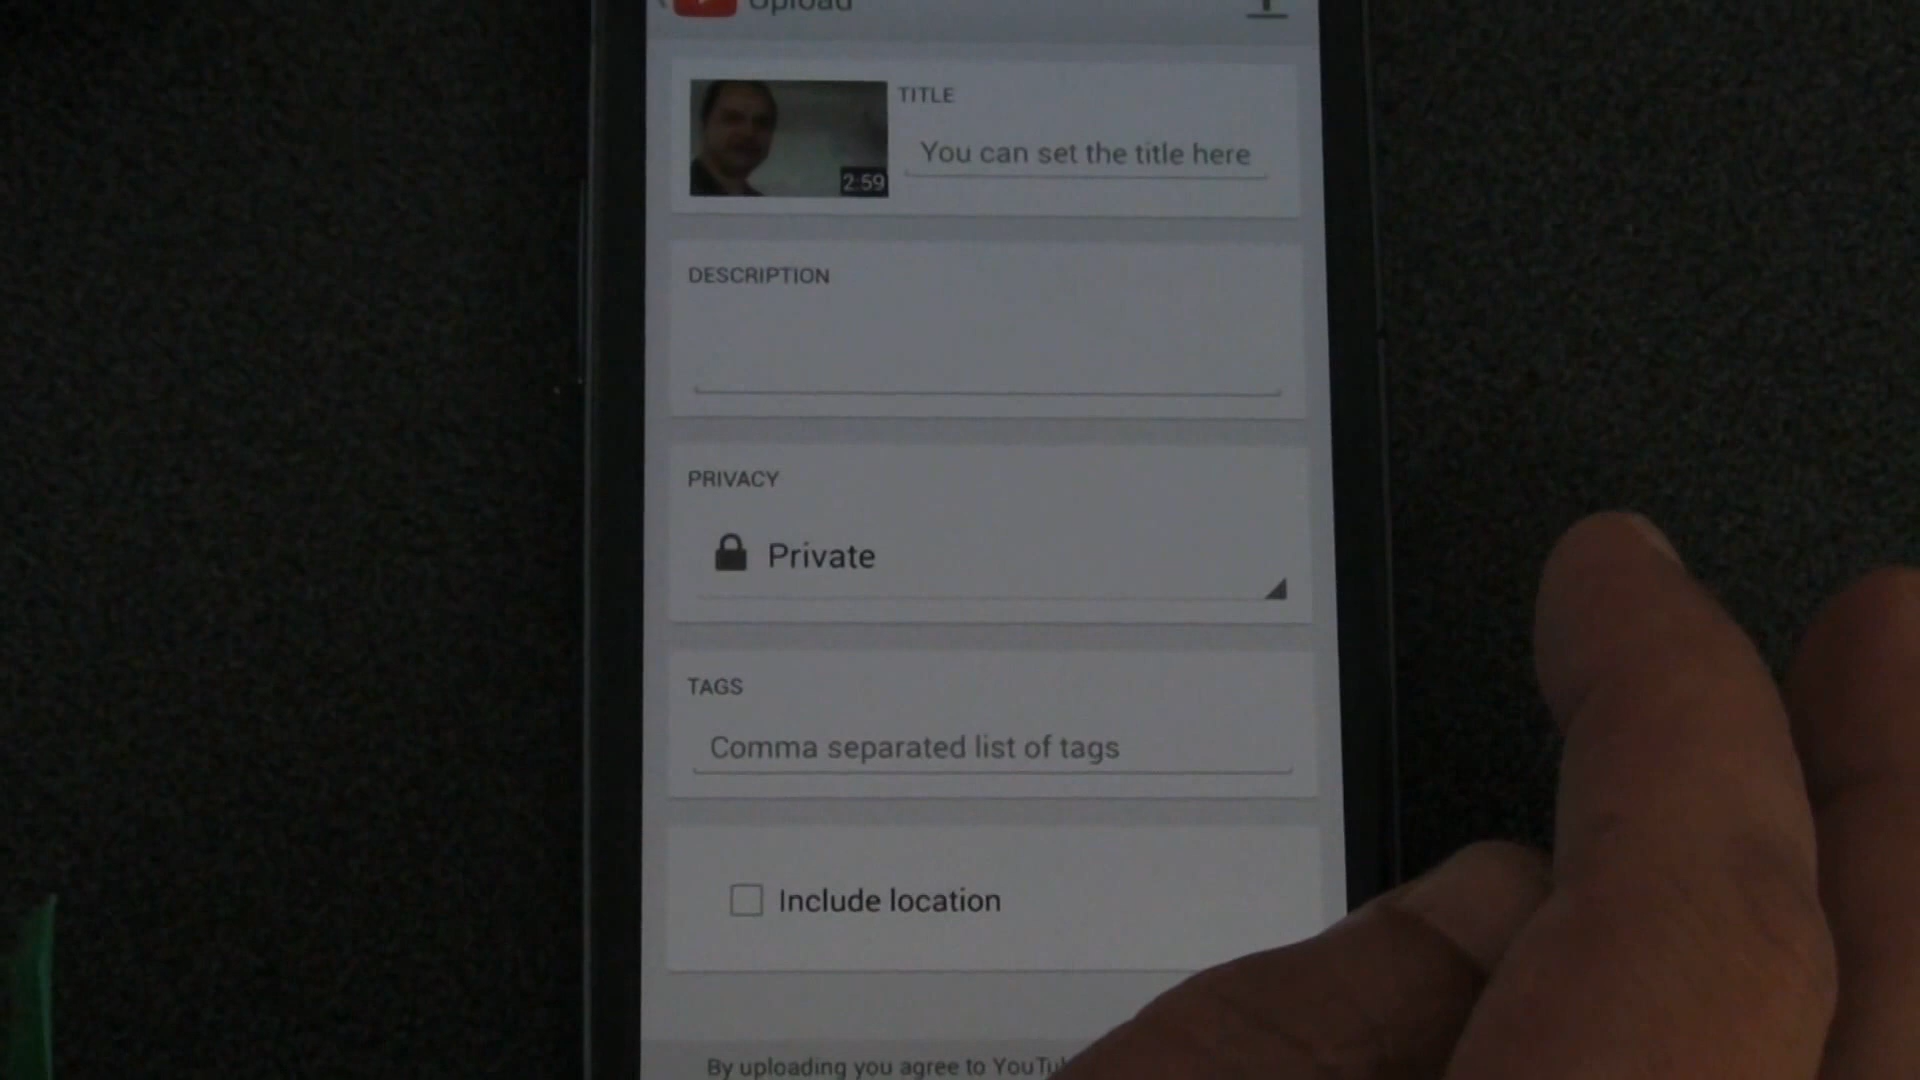 Upload
TITLE
You can set the title here
2:59
DESCRIPTION
PRIVACY
Private
TAGS
Comma separated list of tags
Include location
By uploading you agree to